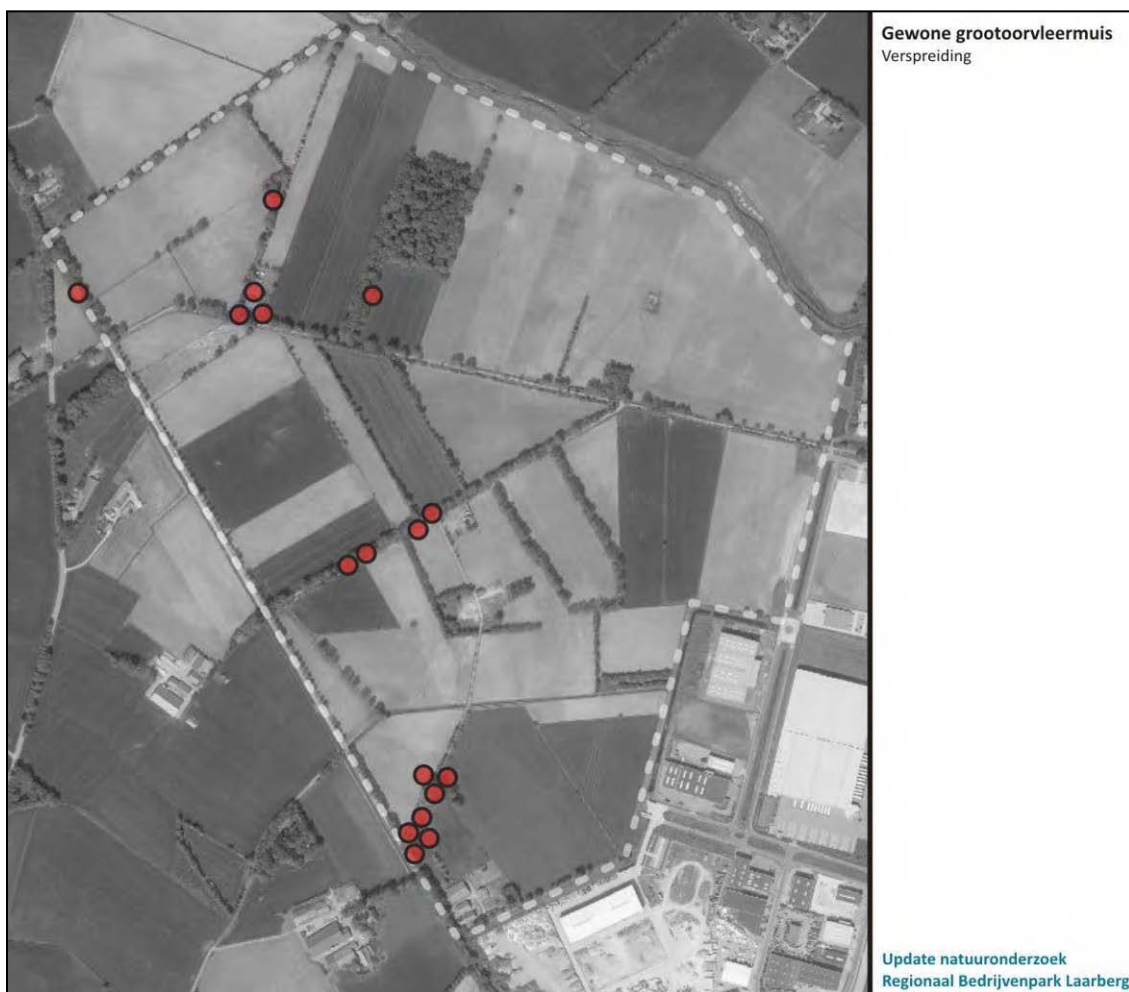 Gewone grootoorvleermuis
Verspreiding
Update natuuronderzoek
Regionaal Bedrijvenpark Laarberg